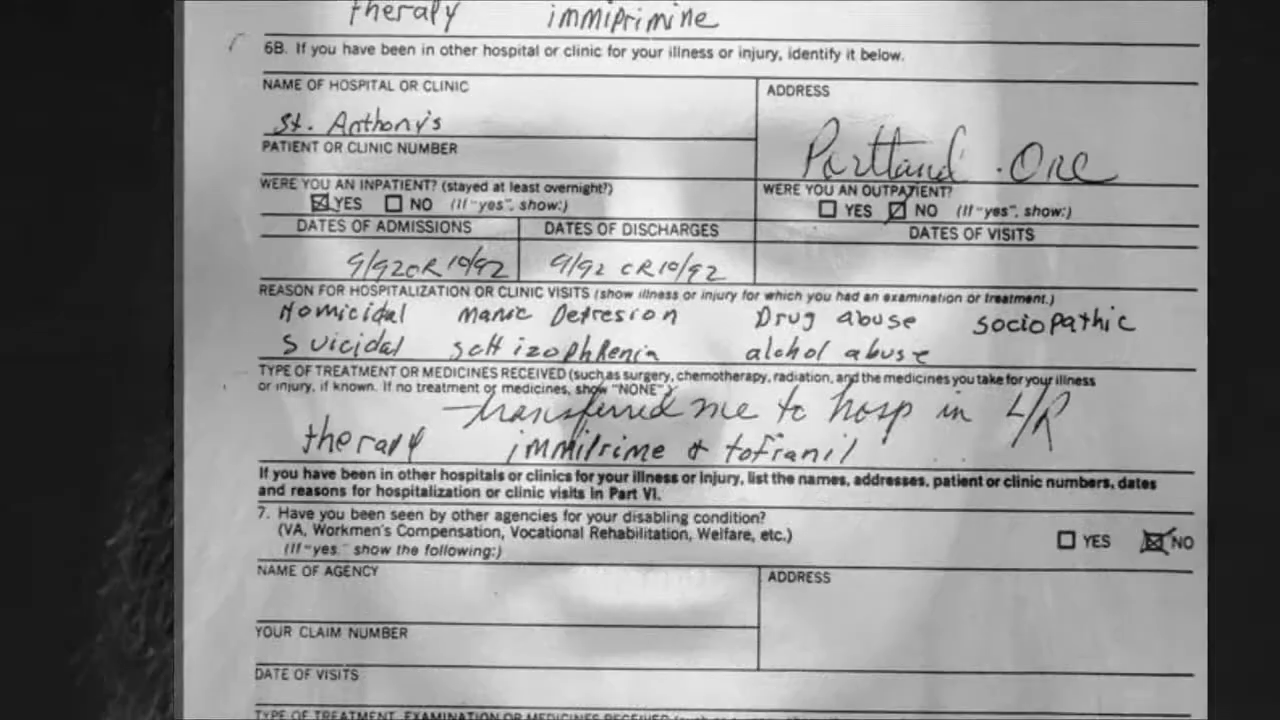 therapy immiprimine
6B. If you have been in other hospital or clinic for your illness or injury, identify it below.
NAME OF HOSPITAL OR CLINIC
ADDRESS
St. Anthony's
Portland. Ore
PATIENT OR CLINIC NUMBER
WERE YOU AN INPATIENT? (stayed at least overnight?)
WERE YOU AN OUTPATIENT?
YES NO (If "yes", show:)
YES NO (If "yes", show:)
DATES OF ADMISSIONS
DATES OF DISCHARGES
DATES OF VISITS
9/92 OR 10/92
9/92 OR 10/92
REASON FOR HOSPITALIZATION OR CLINIC VISITS (show illness or injury for which you had an examination or treatment.)
Homicidal Manic Depresion Drug abuse sociopathic
Suicidal schizophrenia alchol abuse
TYPE OF TREATMENT OR MEDICINES RECEIVED (such as surgery, chemotherapy, radiation, and the medicines you take for your illness
or injury, if known. If no treatment or medicines, show "NONE".)
transferred me to hosp in L/R
therapy immiprime & tofranil
If you have been in other hospitals or clinics for your illness or injury, list the names, addresses, patient or clinic numbers, dates
and reasons for hospitalization or clinic visits in Part VI.
7. Have you been seen by other agencies for your disabling condition?
(VA, Workmen's Compensation, Vocational Rehabilitation, Welfare, etc.)
(If "yes," show the following:)
YES NO
NAME OF AGENCY
ADDRESS
YOUR CLAIM NUMBER
DATE OF VISITS
TYPE OF TREATMENT, EXAMINATION OR MEDICINES RECEIVED